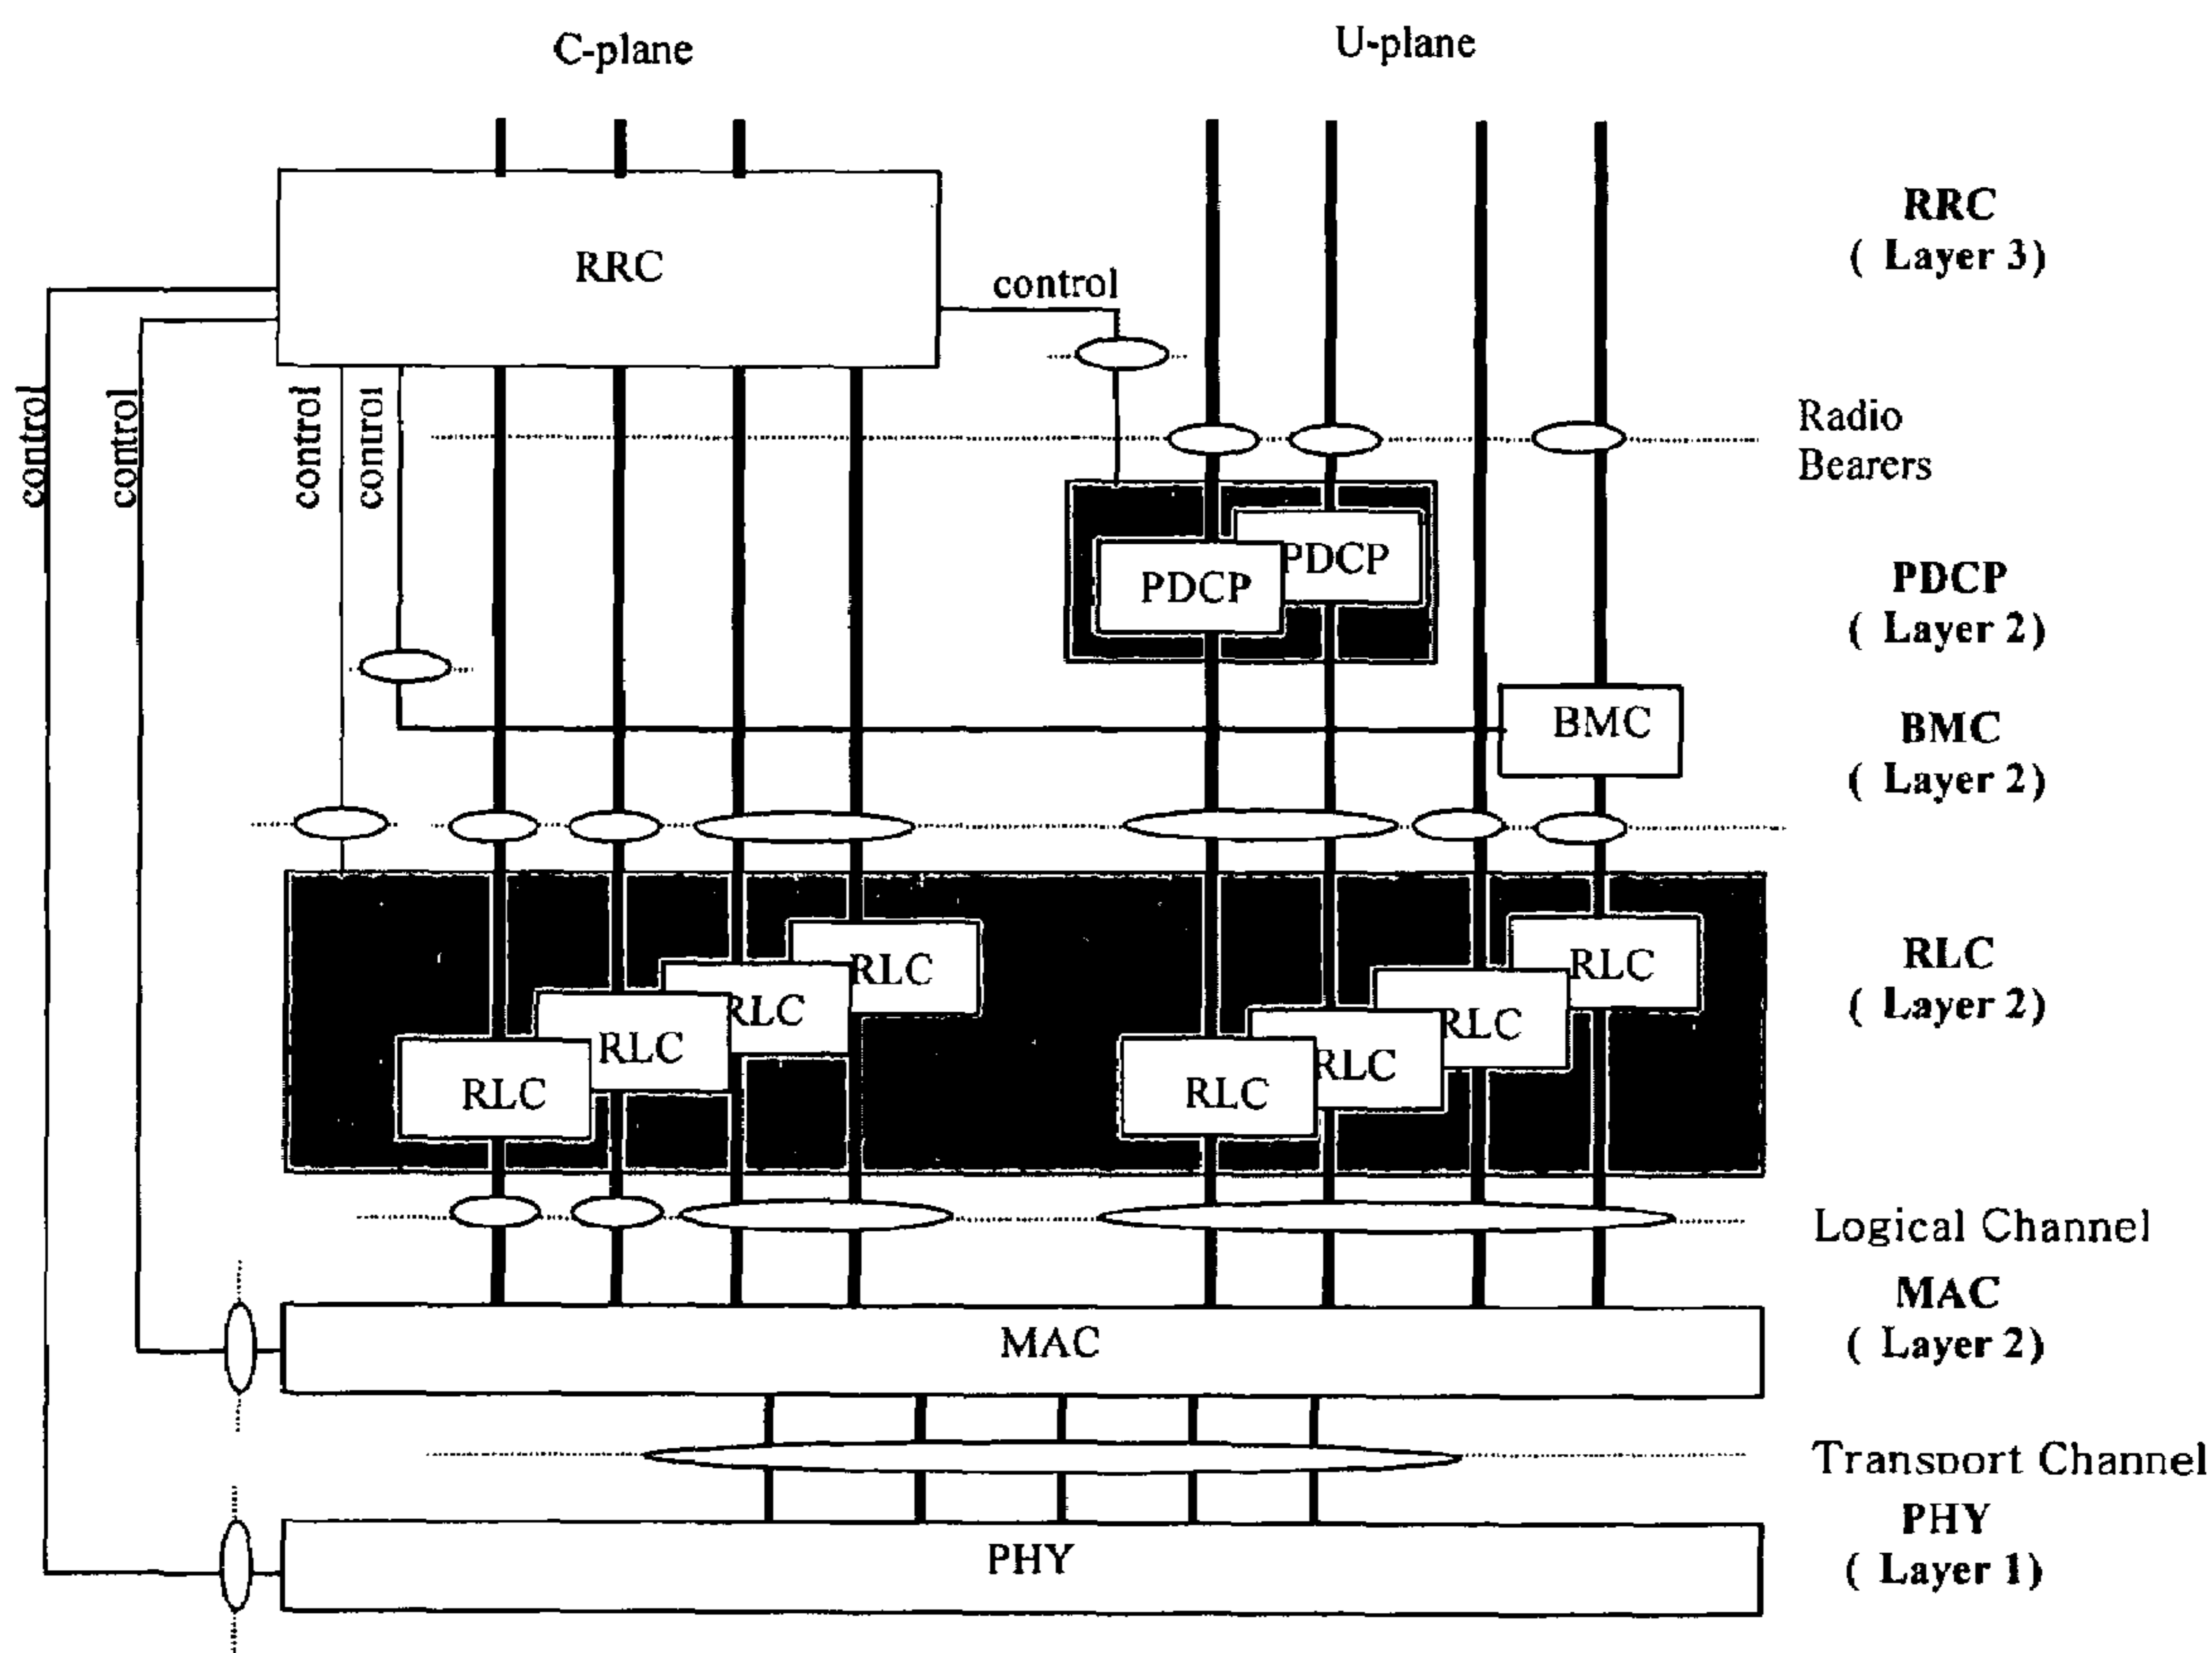 C-plane
U-plane
RRC
RRC
( Layer 3)
control
control
control
control
control
Radio
Bearers
PDCP
PDCP
PDCP
( Layer 2)
BMC
BMC
( Layer 2)
RLC
RLC
RLC
RLC
RLC
RLC
RLC
RLC
RLC
( Layer 2)
Logical Channel
MAC
MAC
( Layer 2)
Transport Channel
PHY
PHY
( Layer 1)